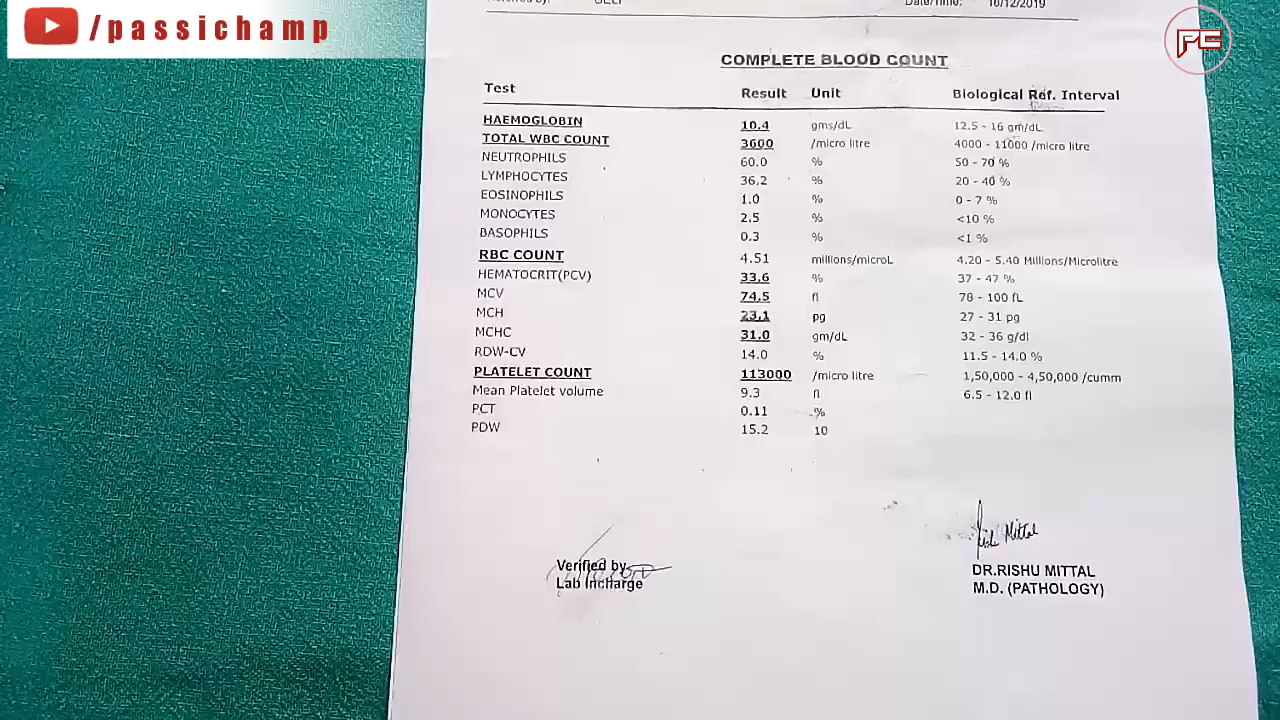 /passichamp
PC
Referred by: SELF Date/Time: 10/12/2019
COMPLETE BLOOD COUNT
Test Result Unit Biological Ref. Interval
HAEMOGLOBIN 10.4 gms/dL 12.5 - 16 gm/dL
TOTAL WBC COUNT 3600 /micro litre 4000 - 11000 /micro litre
NEUTROPHILS 60.0 % 50 - 70 %
LYMPHOCYTES 36.2 % 20 - 40 %
EOSINOPHILS 1.0 % 0 - 7 %
MONOCYTES 2.5 % <10 %
BASOPHILS 0.3 % <1 %
RBC COUNT 4.51 millions/microL 4.20 - 5.40 Millions/Microlitre
HEMATOCRIT(PCV) 33.6 % 37 - 47 %
MCV 74.5 fl 78 - 100 fL
MCH 23.1 pg 27 - 31 pg
MCHC 31.0 gm/dL 32 - 36 g/dl
RDW-CV 14.0 % 11.5 - 14.0 %
PLATELET COUNT 113000 /micro litre 1,50,000 - 4,50,000 /cumm
Mean Platelet volume 9.3 fl 6.5 - 12.0 fl
PCT 0.11 %
PDW 15.2 10
Mittal
Verified by
Lab Incharge
DR.RISHU MITTAL
M.D. (PATHOLOGY)